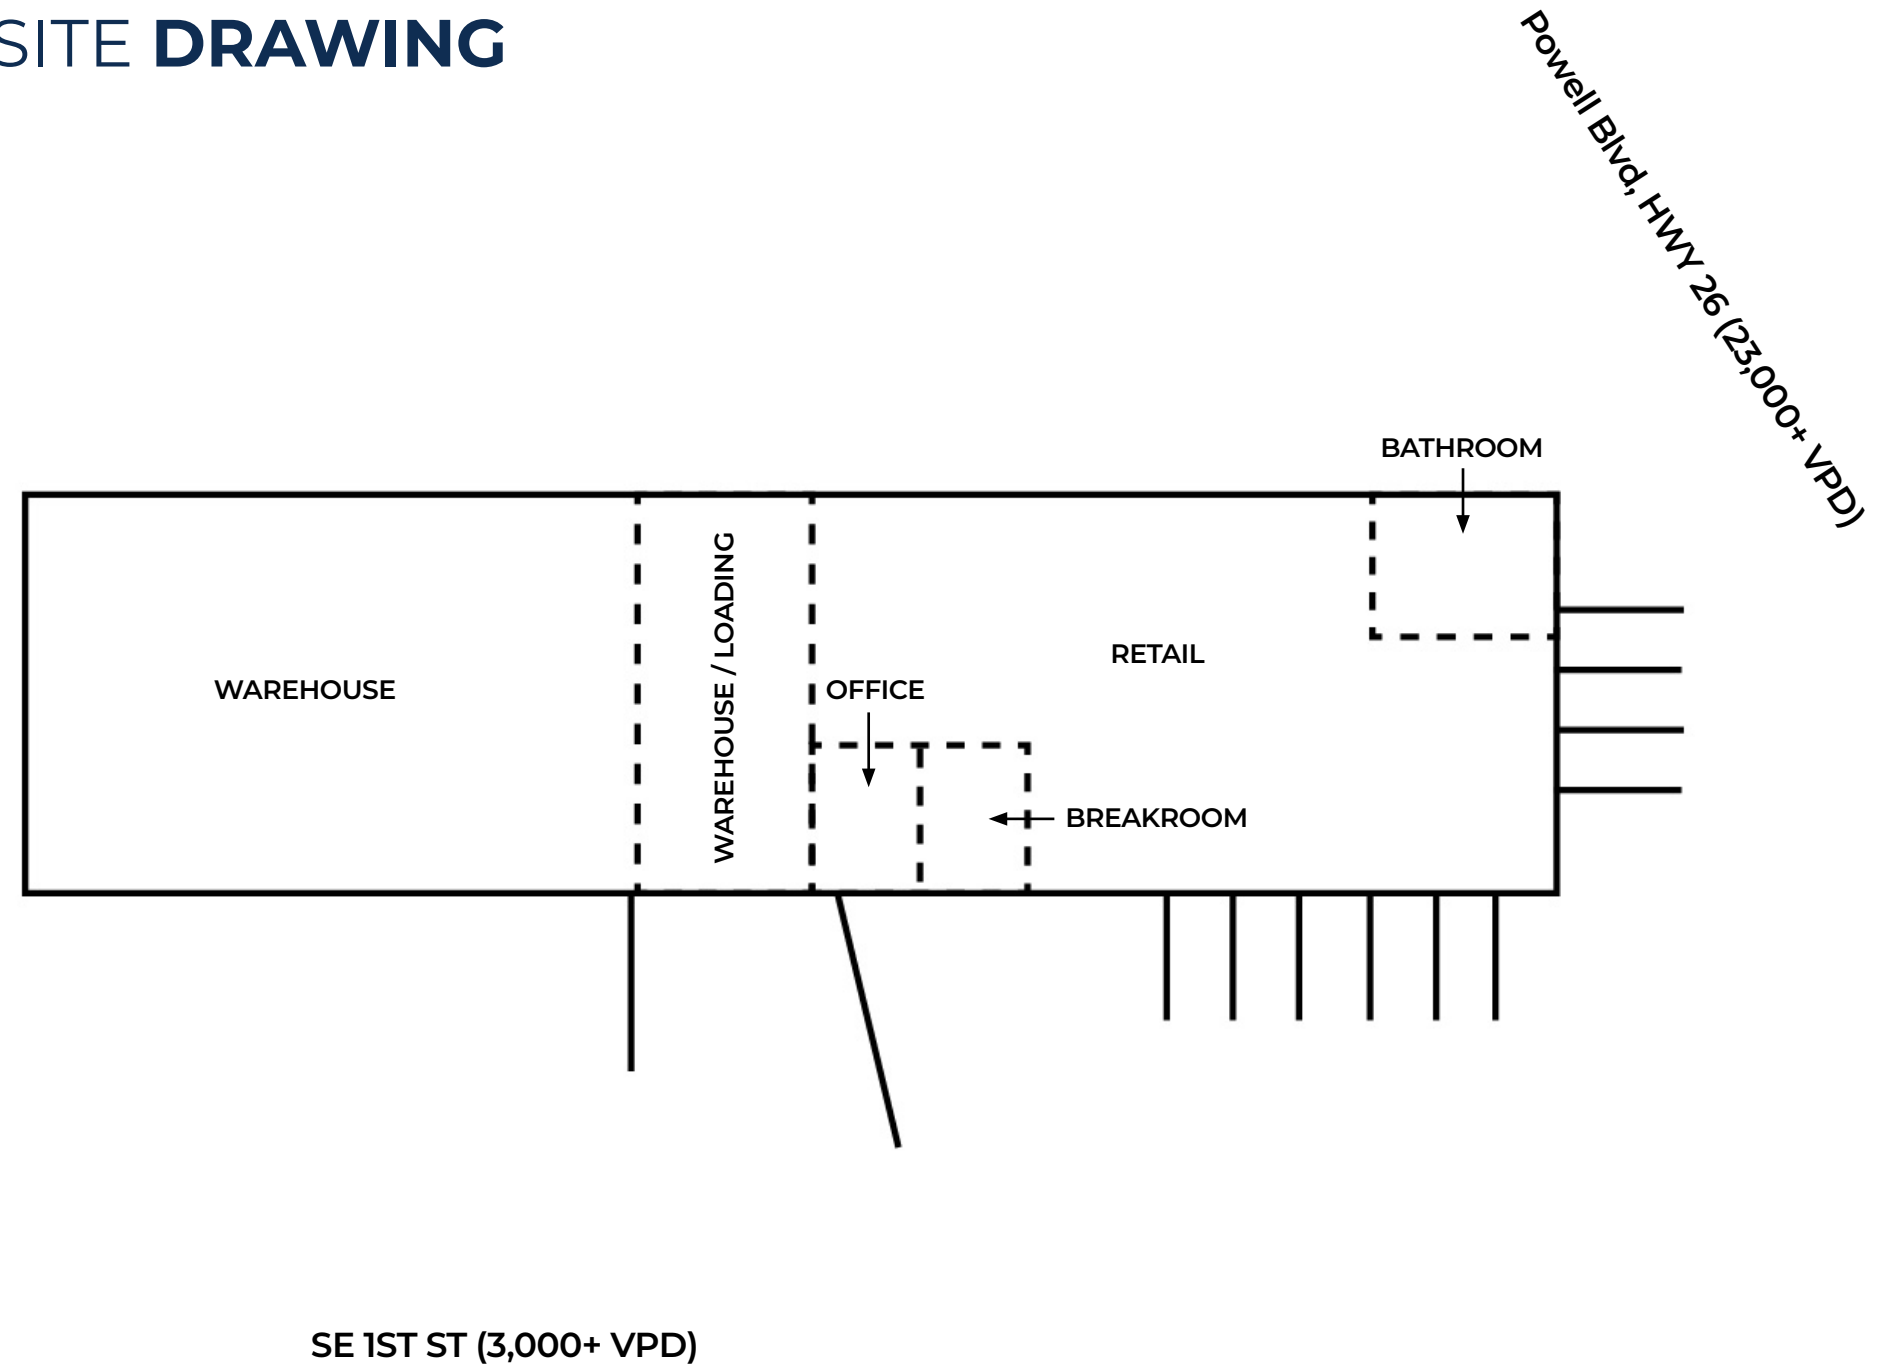 SITE DRAWING
Powell Blvd, HWY 26 (23,000+ VPD)
BATHROOM
WAREHOUSE / LOADING
RETAIL
WAREHOUSE
OFFICE
BREAKROOM
SE 1ST ST (3,000+ VPD)